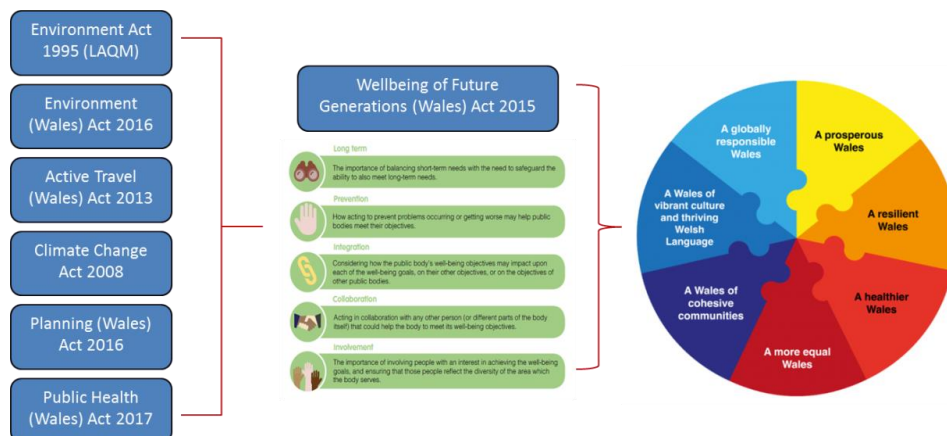 Environment Act
1995 (LAQM)
Environment
(Wales) Act 2016
Active Travel
(Wales) Act 2013
Climate Change
Act 2008
Planning (Wales)
Act 2016
Public Health
(Wales) Act 2017
Wellbeing of Future
Generations (Wales) Act 2015
Long term
The importance of balancing short-term needs with the need to safeguard the
ability to also meet long-term needs.
Prevention
How acting to prevent problems occurring or getting worse may help public
bodies meet their objectives.
Integration
Considering how the public body's well-being objectives may impact upon
each of the well-being goals, on their other objectives, or on the objectives of
other public bodies.
Collaboration
Acting in collaboration with any other person (or different parts of the body
itself) that could help the body to meet its well-being objectives.
Involvement
The importance of involving people with an interest in achieving the well-being
goals, and ensuring that those people reflect the diversity of the area which
the body serves.
A globally
responsible
Wales
A prosperous
Wales
A resilient
Wales
A healthier
Wales
A more equal
Wales
A Wales of
cohesive
communities
A Wales of
vibrant culture
and thriving
Welsh
Language